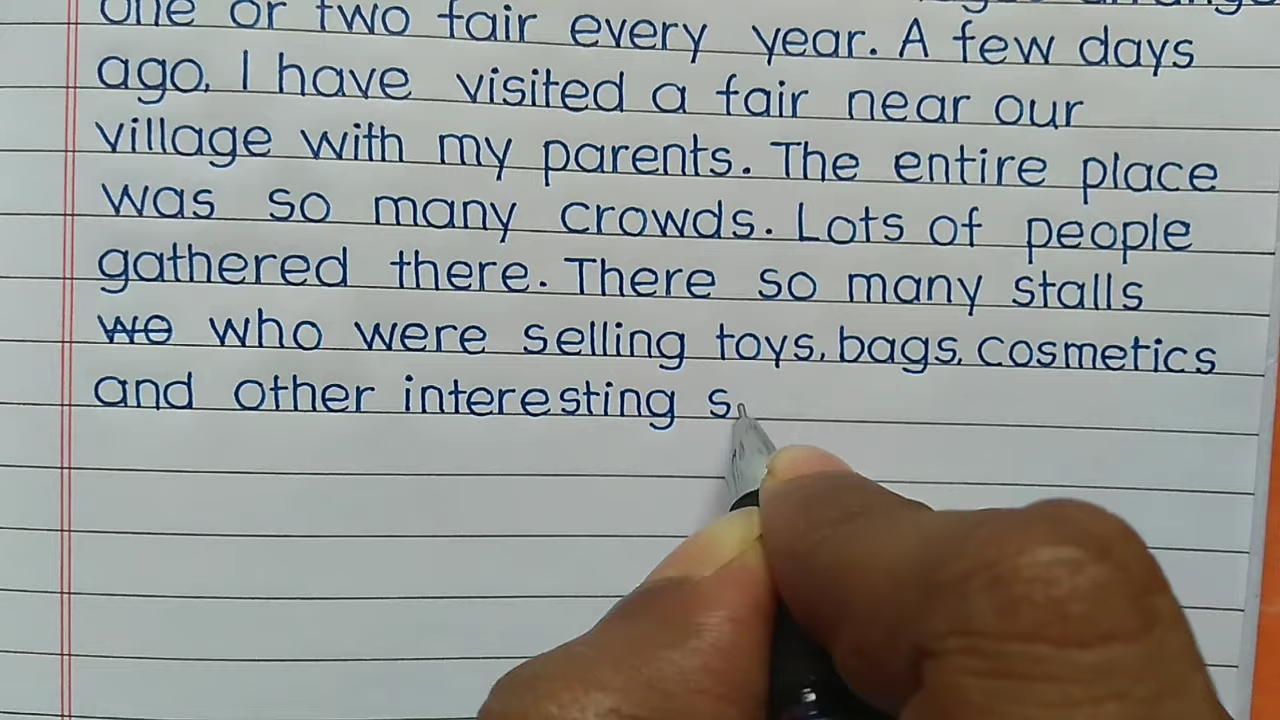 one or two fair every year. A few days
ago, I have visited a fair near our
village with my parents. The entire place
was so many crowds. Lots of people
gathered there. There so many stalls
we who were selling toys, bags, cosmetics
and other interesting s